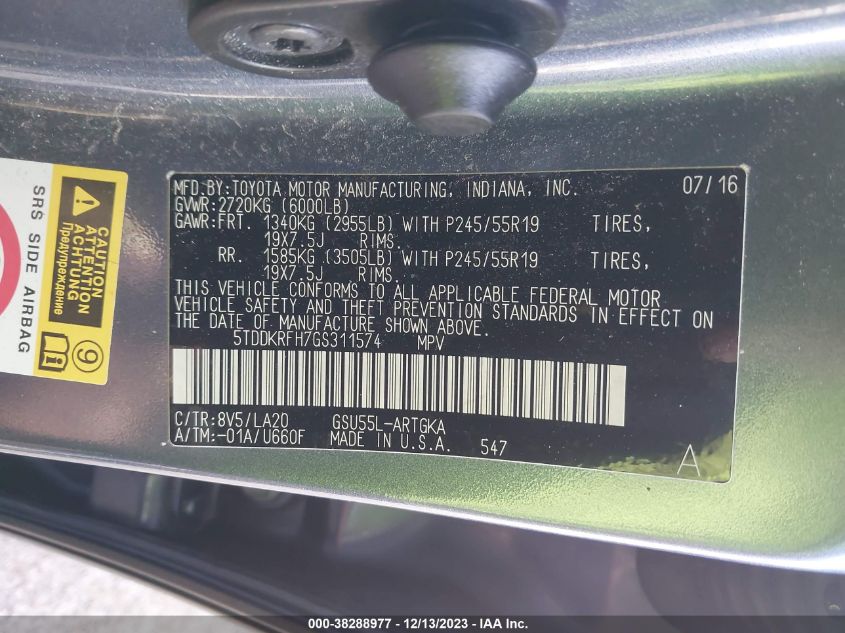 MFD.BY:TOYOTA MOTOR MANUFACTURING, INDIANA, INC. 07/16
GVWR:2720KG (6000LB)
GAWR:FRT. 1340KG (2955LB) WITH P245/55R19 TIRES,
19X7.5J RIMS.
RR. 1585KG (3505LB) WITH P245/55R19 TIRES,
19X7.5J RIMS.
THIS VEHICLE CONFORMS TO ALL APPLICABLE FEDERAL MOTOR
VEHICLE SAFETY AND THEFT PREVENTION STANDARDS IN EFFECT ON
THE DATE OF MANUFACTURE SHOWN ABOVE.
5TDDKRFH7GS311574 MPV
C/TR:8V5/LA20 GSU55L-ARTGKA
A/TM:-01A/U660F MADE IN U.S.A. 547
A
SRS SIDE AIRBAG
CAUTION
ATTENTION
ACHTUNG
Предупреждение
9
000-38288977 - 12/13/2023 - IAA Inc.